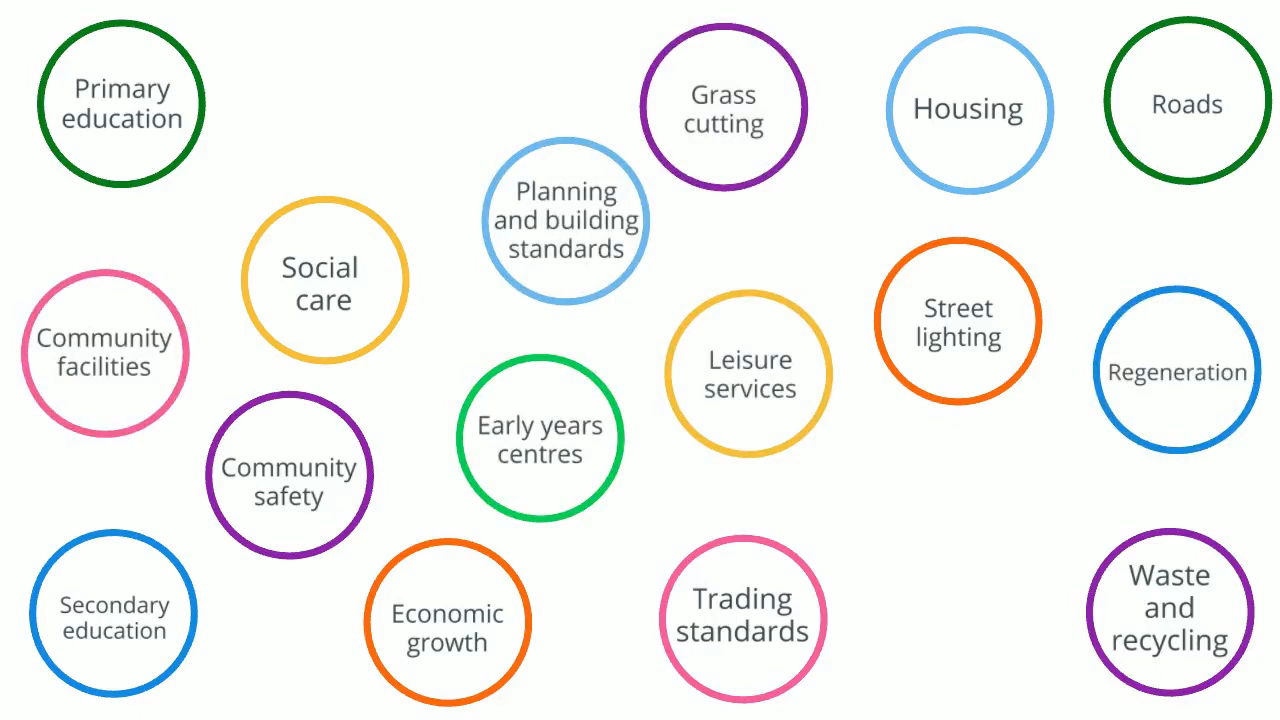 Primary
education
Grass
cutting
Housing
Roads
Planning
and building
standards
Social
care
Community
facilities
Street
lighting
Leisure
services
Regeneration
Early years
centres
Community
safety
Secondary
education
Economic
growth
Trading
standards
Waste
and
recycling